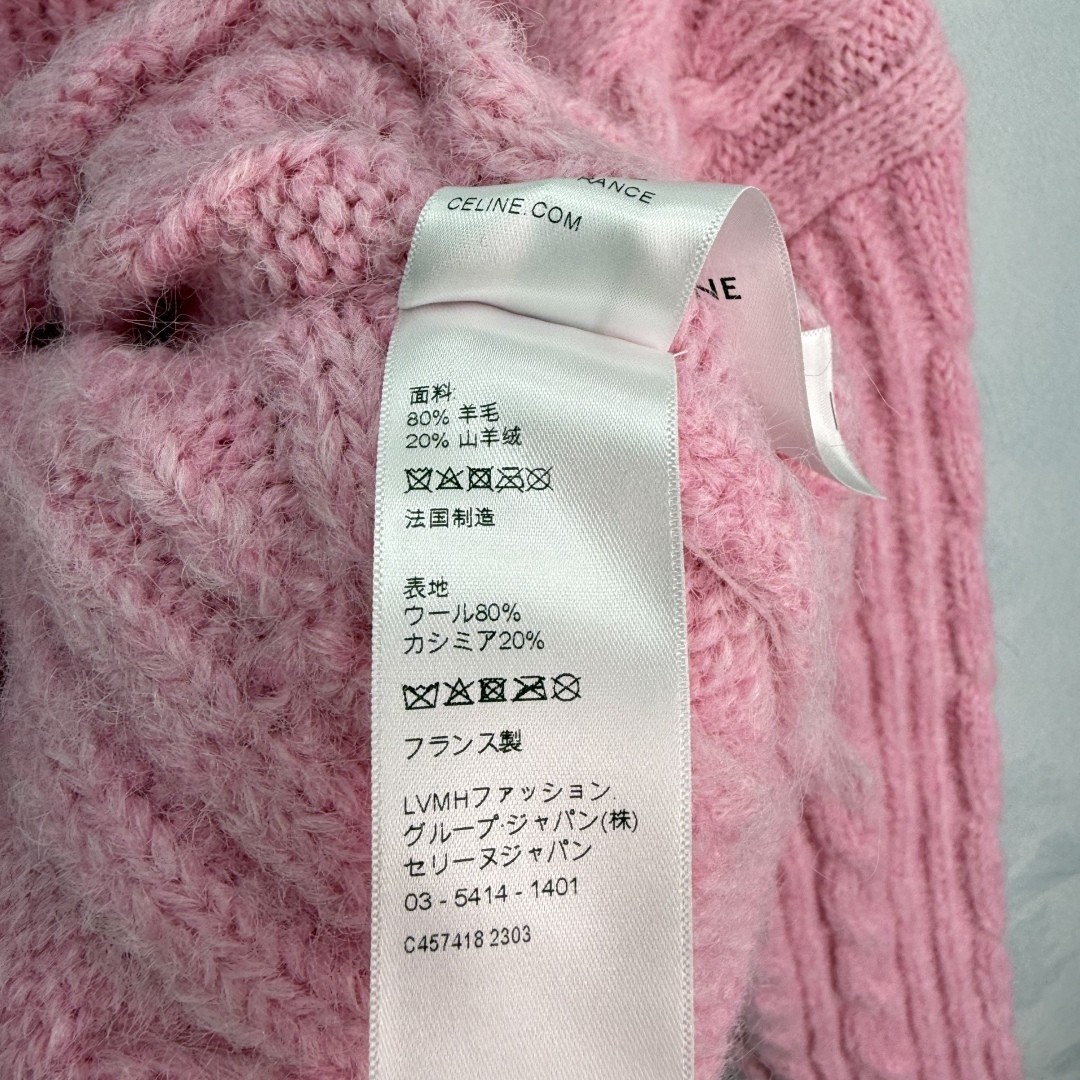 RANCE
CELINE.COM
NE
面料
80% 羊毛
20% 山羊绒
法国制造
表地
ウール80%
カシミア20%
フランス製
LVMHファッション
グループ·ジャパン(株)
セリーヌジャパン
03 - 5414 - 1401
C457418 2303